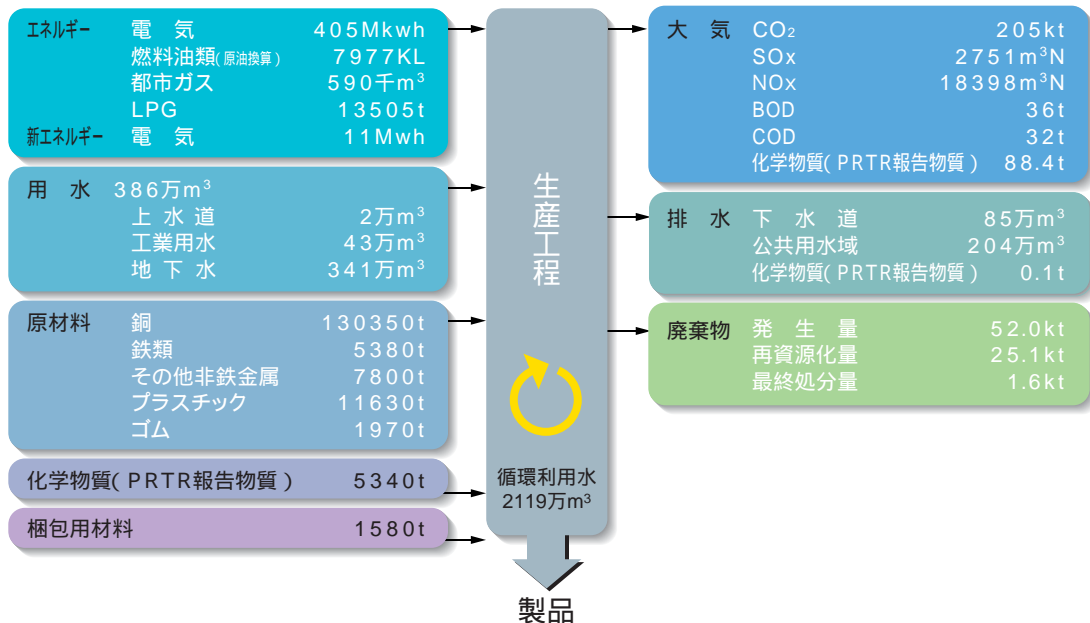 エネルギー 電 気 405Mkwh
燃料油類(原油換算) 7977KL
都市ガス 590千m³
LPG 13505t
新エネルギー 電 気 11Mwh
用 水 386万m³
上 水 道 2万m³
工業用水 43万m³
地 下 水 341万m³
原材料 銅 130350t
鉄類 5380t
その他非鉄金属 7800t
プラスチック 11630t
ゴム 1970t
化学物質(PRTR報告物質) 5340t
梱包用材料 1580t
生産工程
循環利用水
2119万m³
製品
大 気 CO₂ 205kt
SOx 2751m³N
NOx 18398m³N
BOD 36t
COD 32t
化学物質(PRTR報告物質) 88.4t
排 水 下 水 道 85万m³
公共用水域 204万m³
化学物質(PRTR報告物質) 0.1t
廃棄物 発 生 量 52.0kt
再資源化量 25.1kt
最終処分量 1.6kt